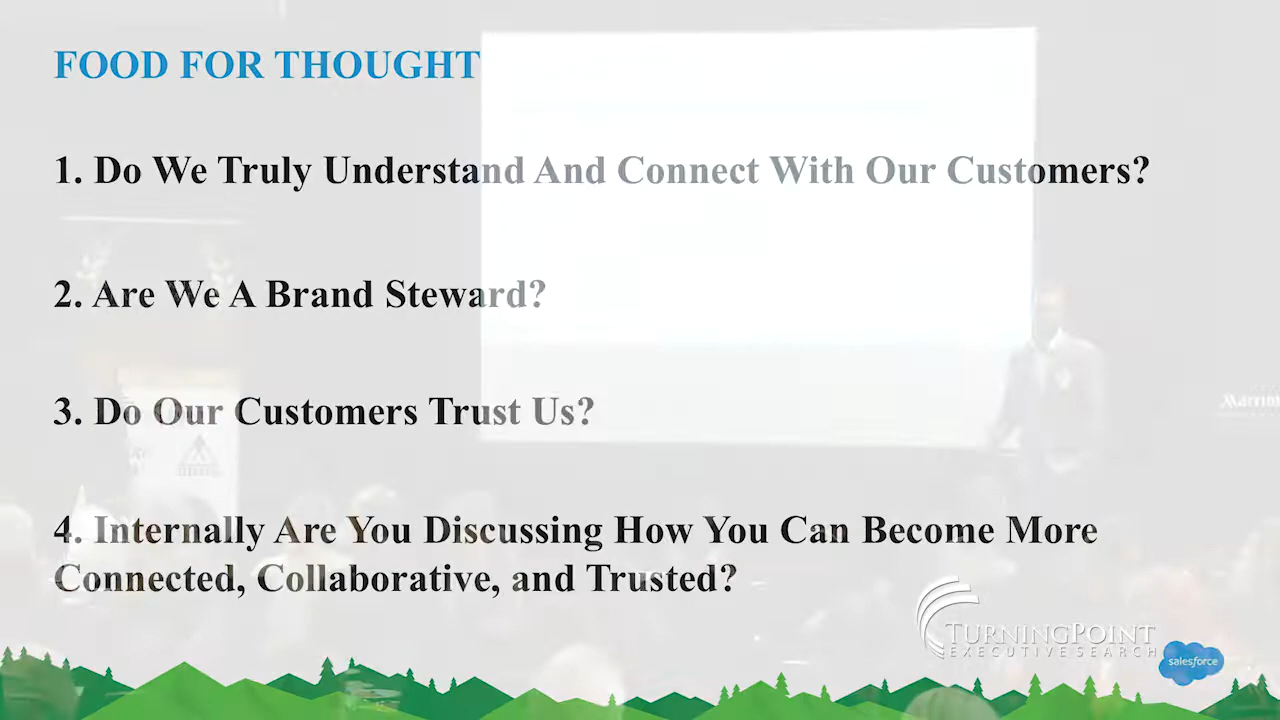 FOOD FOR THOUGHT
1. Do We Truly Understand And Connect With Our Customers?
2. Are We A Brand Steward?
3. Do Our Customers Trust Us?
Marriott
4. Internally Are You Discussing How You Can Become More
Connected, Collaborative, and Trusted?
TURNINGPOINT
EXECUTIVE SEARCH
salesforce